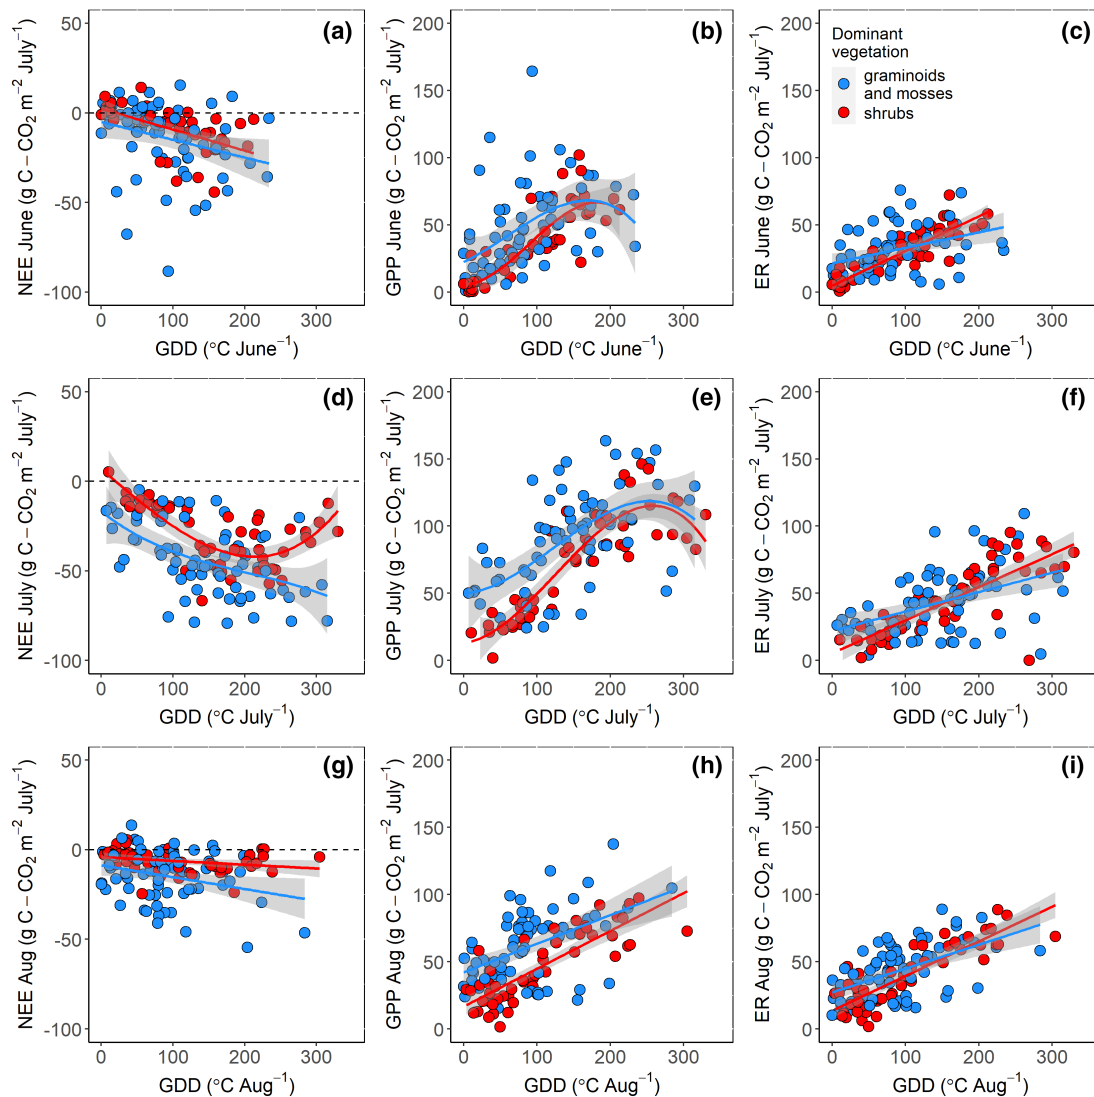 (a)
NEE June (g C − CO2 m−2 July−1)
50
0
-50
-100
0 100 200 300
GDD (°C June−1)
(b)
GPP June (g C − CO2 m−2 July−1)
200
150
100
50
0
0 100 200 300
GDD (°C June−1)
(c)
Dominant
vegetation
graminoids
and mosses
shrubs
ER June (g C − CO2 m−2 July−1)
200
150
100
50
0
0 100 200 300
GDD (°C June−1)
(d)
NEE July (g C − CO2 m−2 July−1)
50
0
-50
-100
0 100 200 300
GDD (°C July−1)
(e)
GPP July (g C − CO2 m−2 July−1)
200
150
100
50
0
0 100 200 300
GDD (°C July−1)
(f)
ER July (g C − CO2 m−2 July−1)
200
150
100
50
0
0 100 200 300
GDD (°C July−1)
(g)
NEE Aug (g C − CO2 m−2 July−1)
50
0
-50
-100
0 100 200 300
GDD (°C Aug−1)
(h)
GPP Aug (g C − CO2 m−2 July−1)
200
150
100
50
0
0 100 200 300
GDD (°C Aug−1)
(i)
ER Aug (g C − CO2 m−2 July−1)
200
150
100
50
0
0 100 200 300
GDD (°C Aug−1)